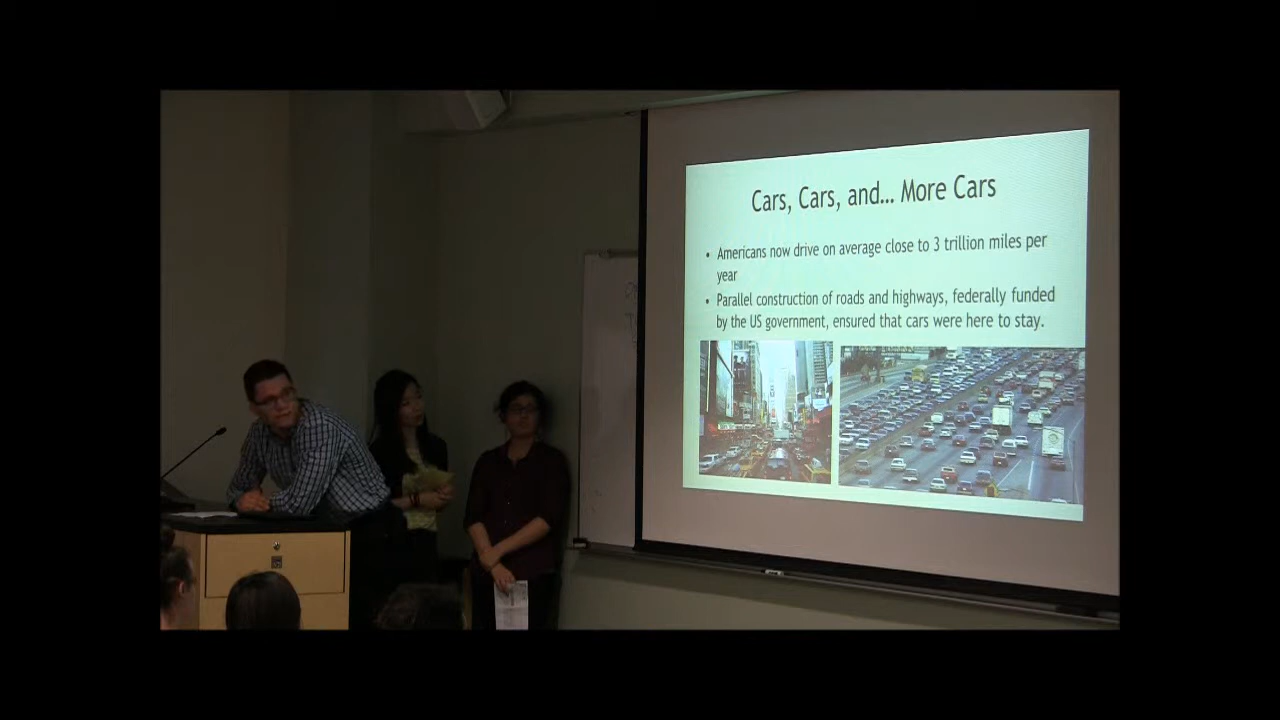 Cars, Cars, and... More Cars
• Americans now drive on average close to 3 trillion miles per
year
• Parallel construction of roads and highways, federally funded
by the US government, ensured that cars were here to stay.